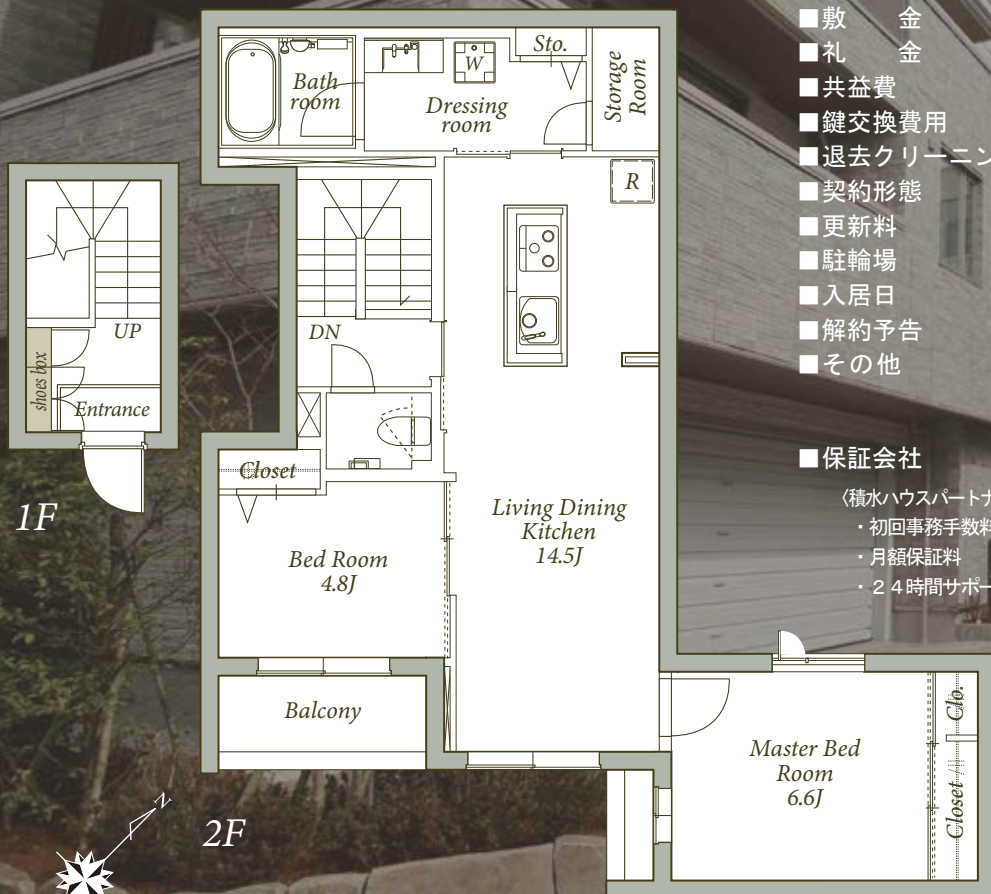 ■敷　　金
■礼　　金
■共益費
■鍵交換費用
■退去クリーニン
■契約形態
■更新料
■駐輪場
■入居日
■解約予告
■その他
■保証会社
〈積水ハウスパートナ
・初回事務手数料
・月額保証料
・２４時間サポー
Bath
room
W
Dressing
room
Sto.
Storage
Room
R
UP
shoes box
Entrance
1F
DN
Closet
Bed Room
4.8J
Living Dining
Kitchen
14.5J
Balcony
Master Bed
Room
6.6J
Clo.
Closet
N
2F